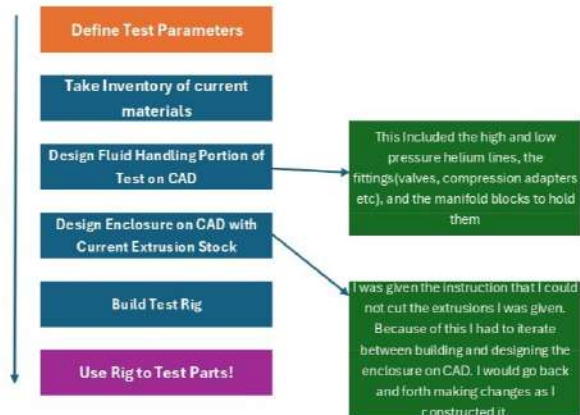 Define Test Parameters
Take Inventory of current
materials
Design Fluid Handling Portion of
Test on CAD
This Included the high and low
pressure helium lines, the
fittings(valves, compression adapters
etc), and the manifold blocks to hold
them
Design Enclosure on CAD with
Current Extrusion Stock
I was given the instruction that I could
not cut the extrusions I was given.
Because of this I had to iterate
between building and designing the
enclosure on CAD. I would go back
and forth making changes as I
constructed it
Build Test Rig
Use Rig to Test Parts!